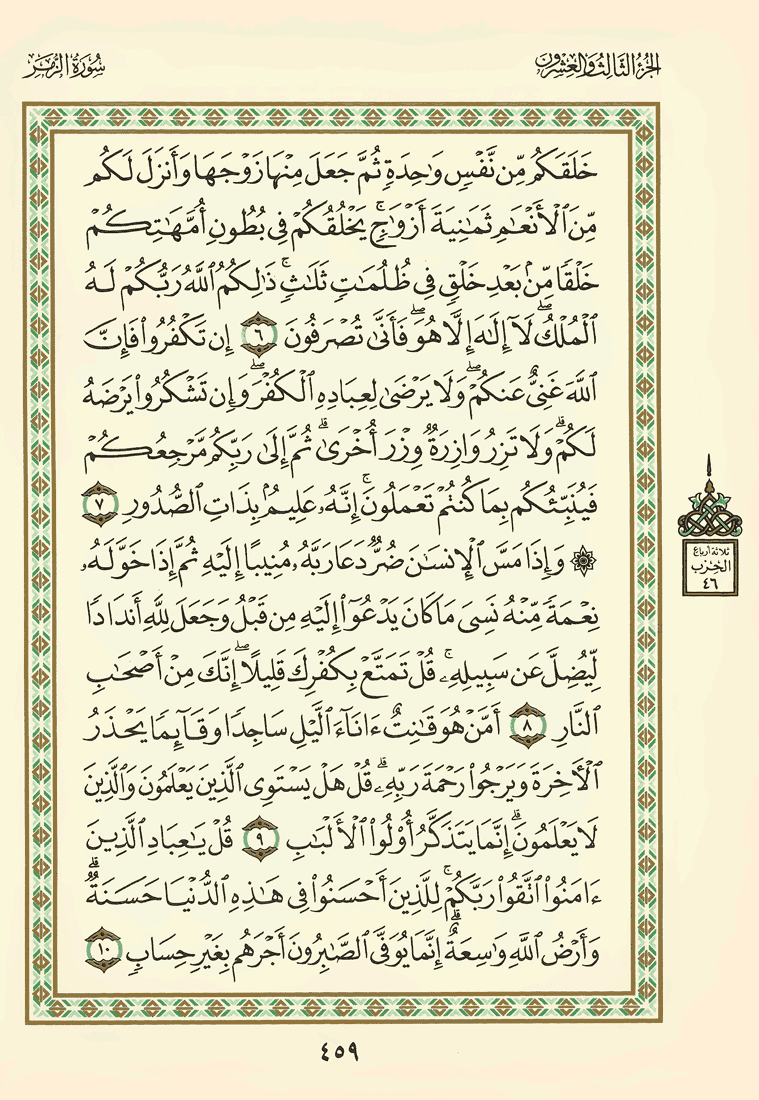 الجزء الثالث والعشرون
سورة الزمر
خَلَقَكُم مِّن نَّفۡسٖ وَٰحِدَةٖ ثُمَّ جَعَلَ مِنۡهَا زَوۡجَهَا وَأَنزَلَ لَكُم
مِّنَ ٱلۡأَنۡعَٰمِ ثَمَٰنِيَةَ أَزۡوَٰجٖۚ يَخۡلُقُكُمۡ فِي بُطُونِ أُمَّهَٰتِكُمۡ
خَلۡقٗا مِّنۢ بَعۡدِ خَلۡقٖ فِي ظُلُمَٰتٖ ثَلَٰثٖۚ ذَٰلِكُمُ ٱللَّهُ رَبُّكُمۡ لَهُ
ٱلۡمُلۡكُۖ لَآ إِلَٰهَ إِلَّا هُوَۖ فَأَنَّىٰ تُصۡرَفُونَ ٦ إِن تَكۡفُرُواْ فَإِنَّ
ٱللَّهَ غَنِيٌّ عَنكُمۡۖ وَلَا يَرۡضَىٰ لِعِبَادِهِ ٱلۡكُفۡرَۖ وَإِن تَشۡكُرُواْ يَرۡضَهُ
لَكُمۡۗ وَلَا تَزِرُ وَازِرَةٞ وِزۡرَ أُخۡرَىٰۗ ثُمَّ إِلَىٰ رَبِّكُم مَّرۡجِعُكُمۡ
فَيُنَبِّئُكُم بِمَا كُنتُمۡ تَعۡمَلُونَۚ إِنَّهُۥ عَلِيمُۢ بِذَاتِ ٱلصُّدُورِ ٧
۞ وَإِذَا مَسَّ ٱلۡإِنسَٰنَ ضُرّٞ دَعَا رَبَّهُۥ مُنِيبًا إِلَيۡهِ ثُمَّ إِذَا خَوَّلَهُۥ
نِعۡمَةٗ مِّنۡهُ نَسِيَ مَا كَانَ يَدۡعُوٓاْ إِلَيۡهِ مِن قَبۡلُ وَجَعَلَ لِلَّهِ أَندَادٗا
لِّيُضِلَّ عَن سَبِيلِهِۦۚ قُلۡ تَمَتَّعۡ بِكُفۡرِكَ قَلِيلًاۖ إِنَّكَ مِنۡ أَصۡحَٰبِ
ٱلنَّارِ ٨ أَمَّنۡ هُوَ قَٰنِتٌ ءَانَآءَ ٱلَّيۡلِ سَاجِدٗا وَقَآئِمٗا يَحۡذَرُ
ٱلۡأٓخِرَةَ وَيَرۡجُواْ رَحۡمَةَ رَبِّهِۦۗ قُلۡ هَلۡ يَسۡتَوِي ٱلَّذِينَ يَعۡلَمُونَ وَٱلَّذِينَ
لَا يَعۡلَمُونَۗ إِنَّمَا يَتَذَكَّرُ أُوْلُواْ ٱلۡأَلۡبَٰبِ ٩ قُلۡ يَٰعِبَادِ ٱلَّذِينَ
ءَامَنُواْ ٱتَّقُواْ رَبَّكُمۡۚ لِلَّذِينَ أَحۡسَنُواْ فِي هَٰذِهِ ٱلدُّنۡيَا حَسَنَةٞۗ
وَأَرۡضُ ٱللَّهِ وَٰسِعَةٌۗ إِنَّمَا يُوَفَّى ٱلصَّٰبِرُونَ أَجۡرَهُم بِغَيۡرِ حِسَابٖ ١٠
ثلاثة أرباع
الحزب
٤٦
٤٥٩